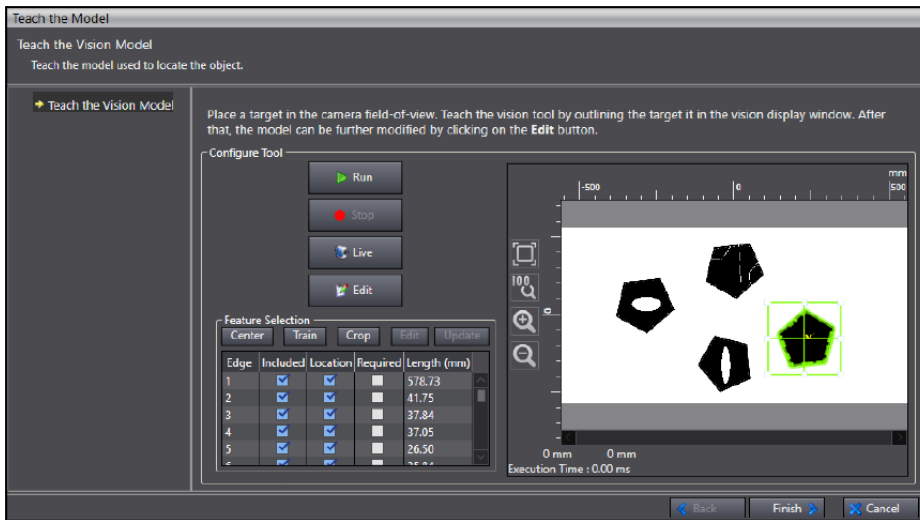 Teach the Model
Teach the Vision Model
Teach the model used to locate the object.
Teach the Vision Model
Place a target in the camera field-of-view. Teach the vision tool by outlining the target it in the vision display window. After
that, the model can be further modified by clicking on the Edit button.
Configure Tool
Run
Stop
Live
Edit
Feature Selection
Center Train Crop Edit Update
Edge Included Location Required Length (mm)
1 578.73
2 41.75
3 37.84
4 37.05
5 26.50
mm
-500 0 500
100
0
0 mm 0 mm
Execution Time : 0.00 ms
Back Finish Cancel